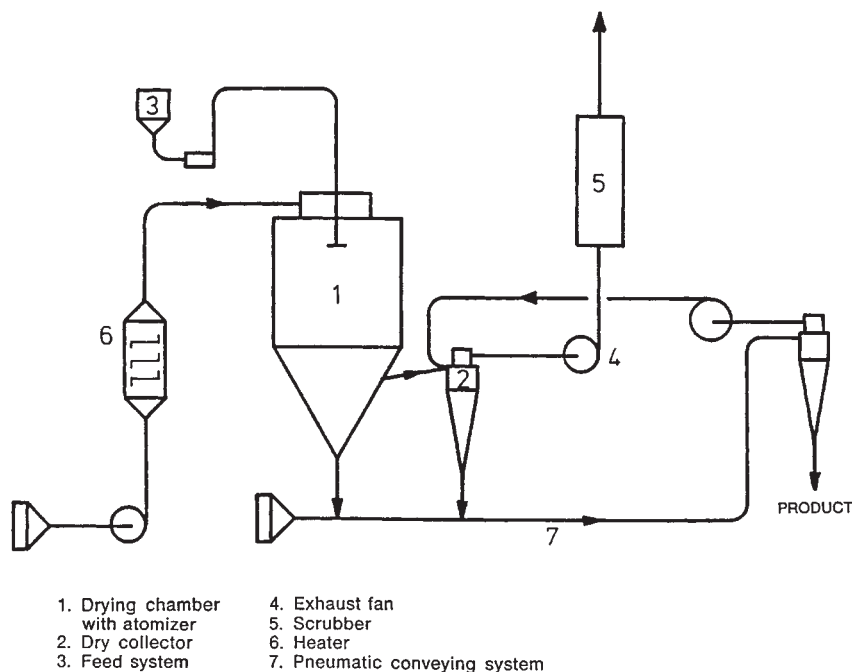 3
5
1
6
4
2
PRODUCT
7
1. Drying chamber
with atomizer
2. Dry collector
3. Feed system
4. Exhaust fan
5. Scrubber
6. Heater
7. Pneumatic conveying system